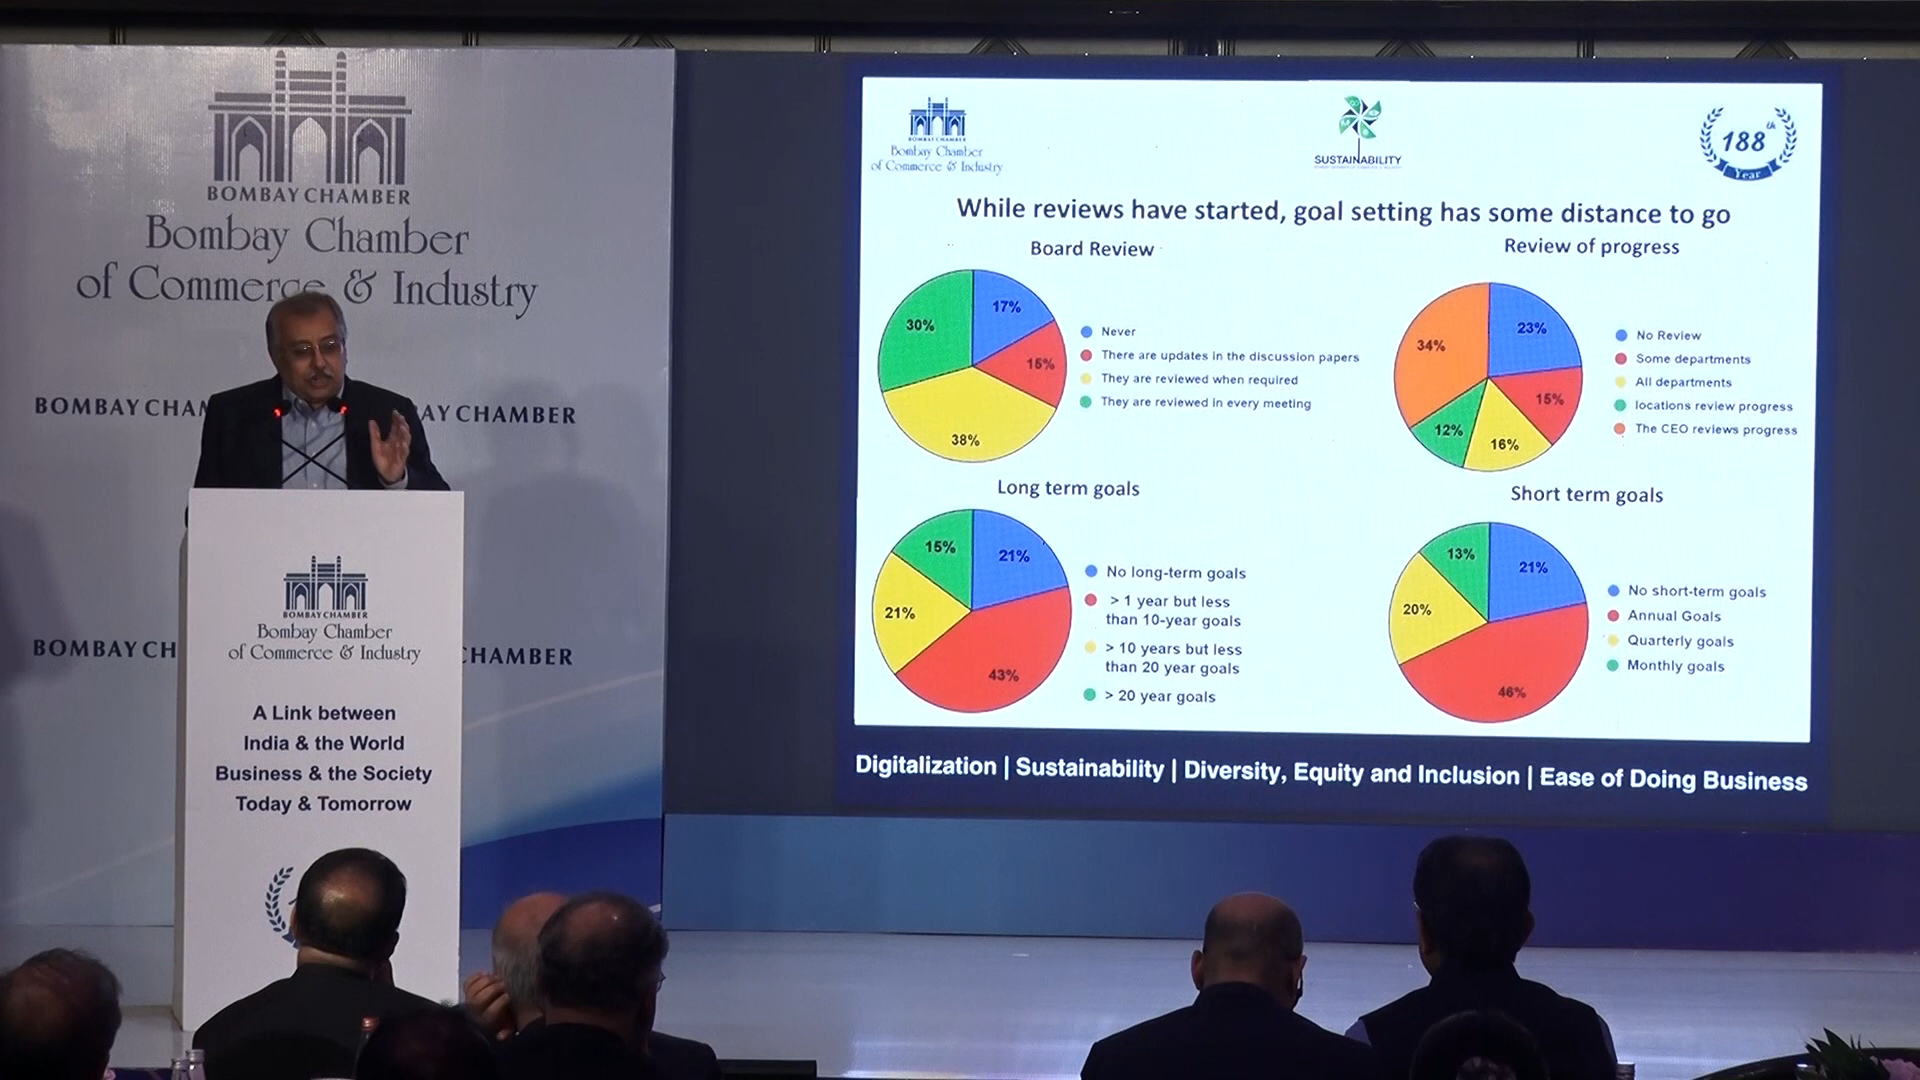 BOMBAY CHAMBER
Bombay Chamber
of Commerce & Industry
BOMBAY CHAM
AY CHAMBER
BOMBAY CH
CHAMBER
BOMBAY CHAMBER
Bombay Chamber
of Commerce & Industry
A Link between
India & the World
Business & the Society
Today & Tomorrow
BOMBAY CHAMBER
Bombay Chamber
of Commerce & Industry
SUSTAINABILITY
188th
Year
While reviews have started, goal setting has some distance to go
Board Review
17%
15%
38%
30%
Never
There are updates in the discussion papers
They are reviewed when required
They are reviewed in every meeting
Review of progress
23%
15%
16%
12%
34%
No Review
Some departments
All departments
locations review progress
The CEO reviews progress
Long term goals
21%
43%
21%
15%
No long-term goals
> 1 year but less
than 10-year goals
> 10 years but less
than 20 year goals
> 20 year goals
Short term goals
21%
46%
20%
13%
No short-term goals
Annual Goals
Quarterly goals
Monthly goals
Digitalization | Sustainability | Diversity, Equity and Inclusion | Ease of Doing Business